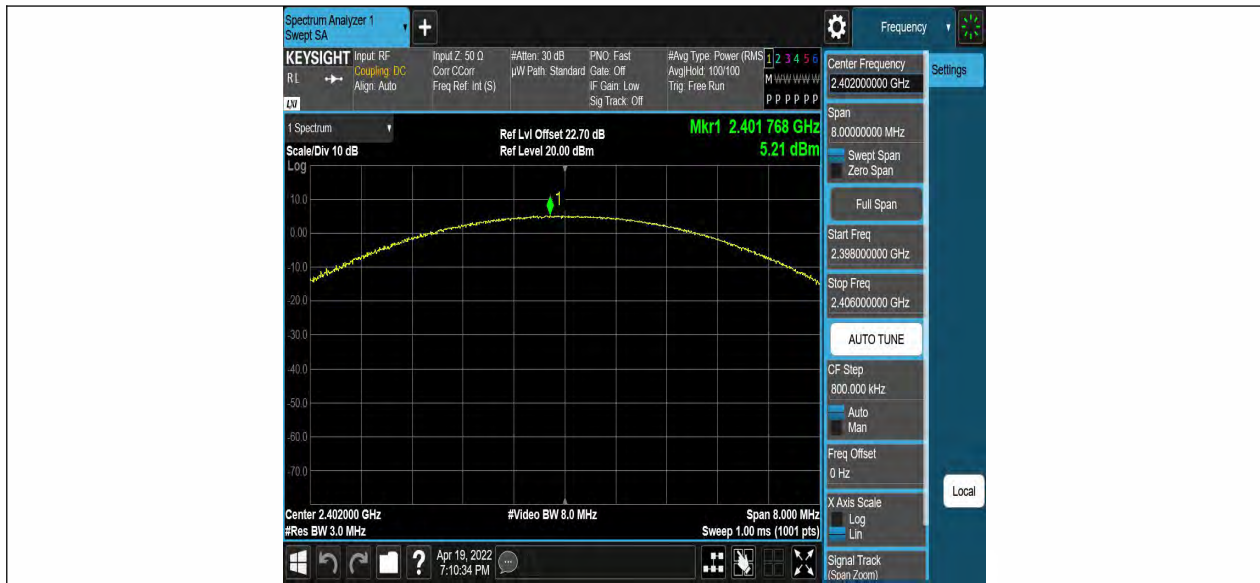 Spectrum Analyzer 1
Swept SA
+
Frequency
KEYSIGHT
RL
LXI
Input: RF
Coupling: DC
Align: Auto
Input Z: 50 Ω
Corr CCorr
Freq Ref: Int (S)
#Atten: 30 dB
µW Path: Standard
PNO: Fast
Gate: Off
IF Gain: Low
Sig Track: Off
#Avg Type: Power (RMS
Avg|Hold: 100/100
Trig: Free Run
1 2 3 4 5 6
M W W W W W
P P P P P P
1 Spectrum
Scale/Div 10 dB
Ref Lvl Offset 22.70 dB
Ref Level 20.00 dBm
Mkr1 2.401 768 GHz
5.21 dBm
Log
1
10.0
0.00
-10.0
-20.0
-30.0
-40.0
-50.0
-60.0
-70.0
Center 2.402000 GHz
#Res BW 3.0 MHz
#Video BW 8.0 MHz
Span 8.000 MHz
Sweep 1.00 ms (1001 pts)
?
Apr 19, 2022
7:10:34 PM
Center Frequency
2.402000000 GHz
Settings
Span
8.00000000 MHz
Swept Span
Zero Span
Full Span
Start Freq
2.398000000 GHz
Stop Freq
2.406000000 GHz
AUTO TUNE
CF Step
800.000 kHz
Auto
Man
Freq Offset
0 Hz
X Axis Scale
Log
Lin
Local
Signal Track
(Span Zoom)